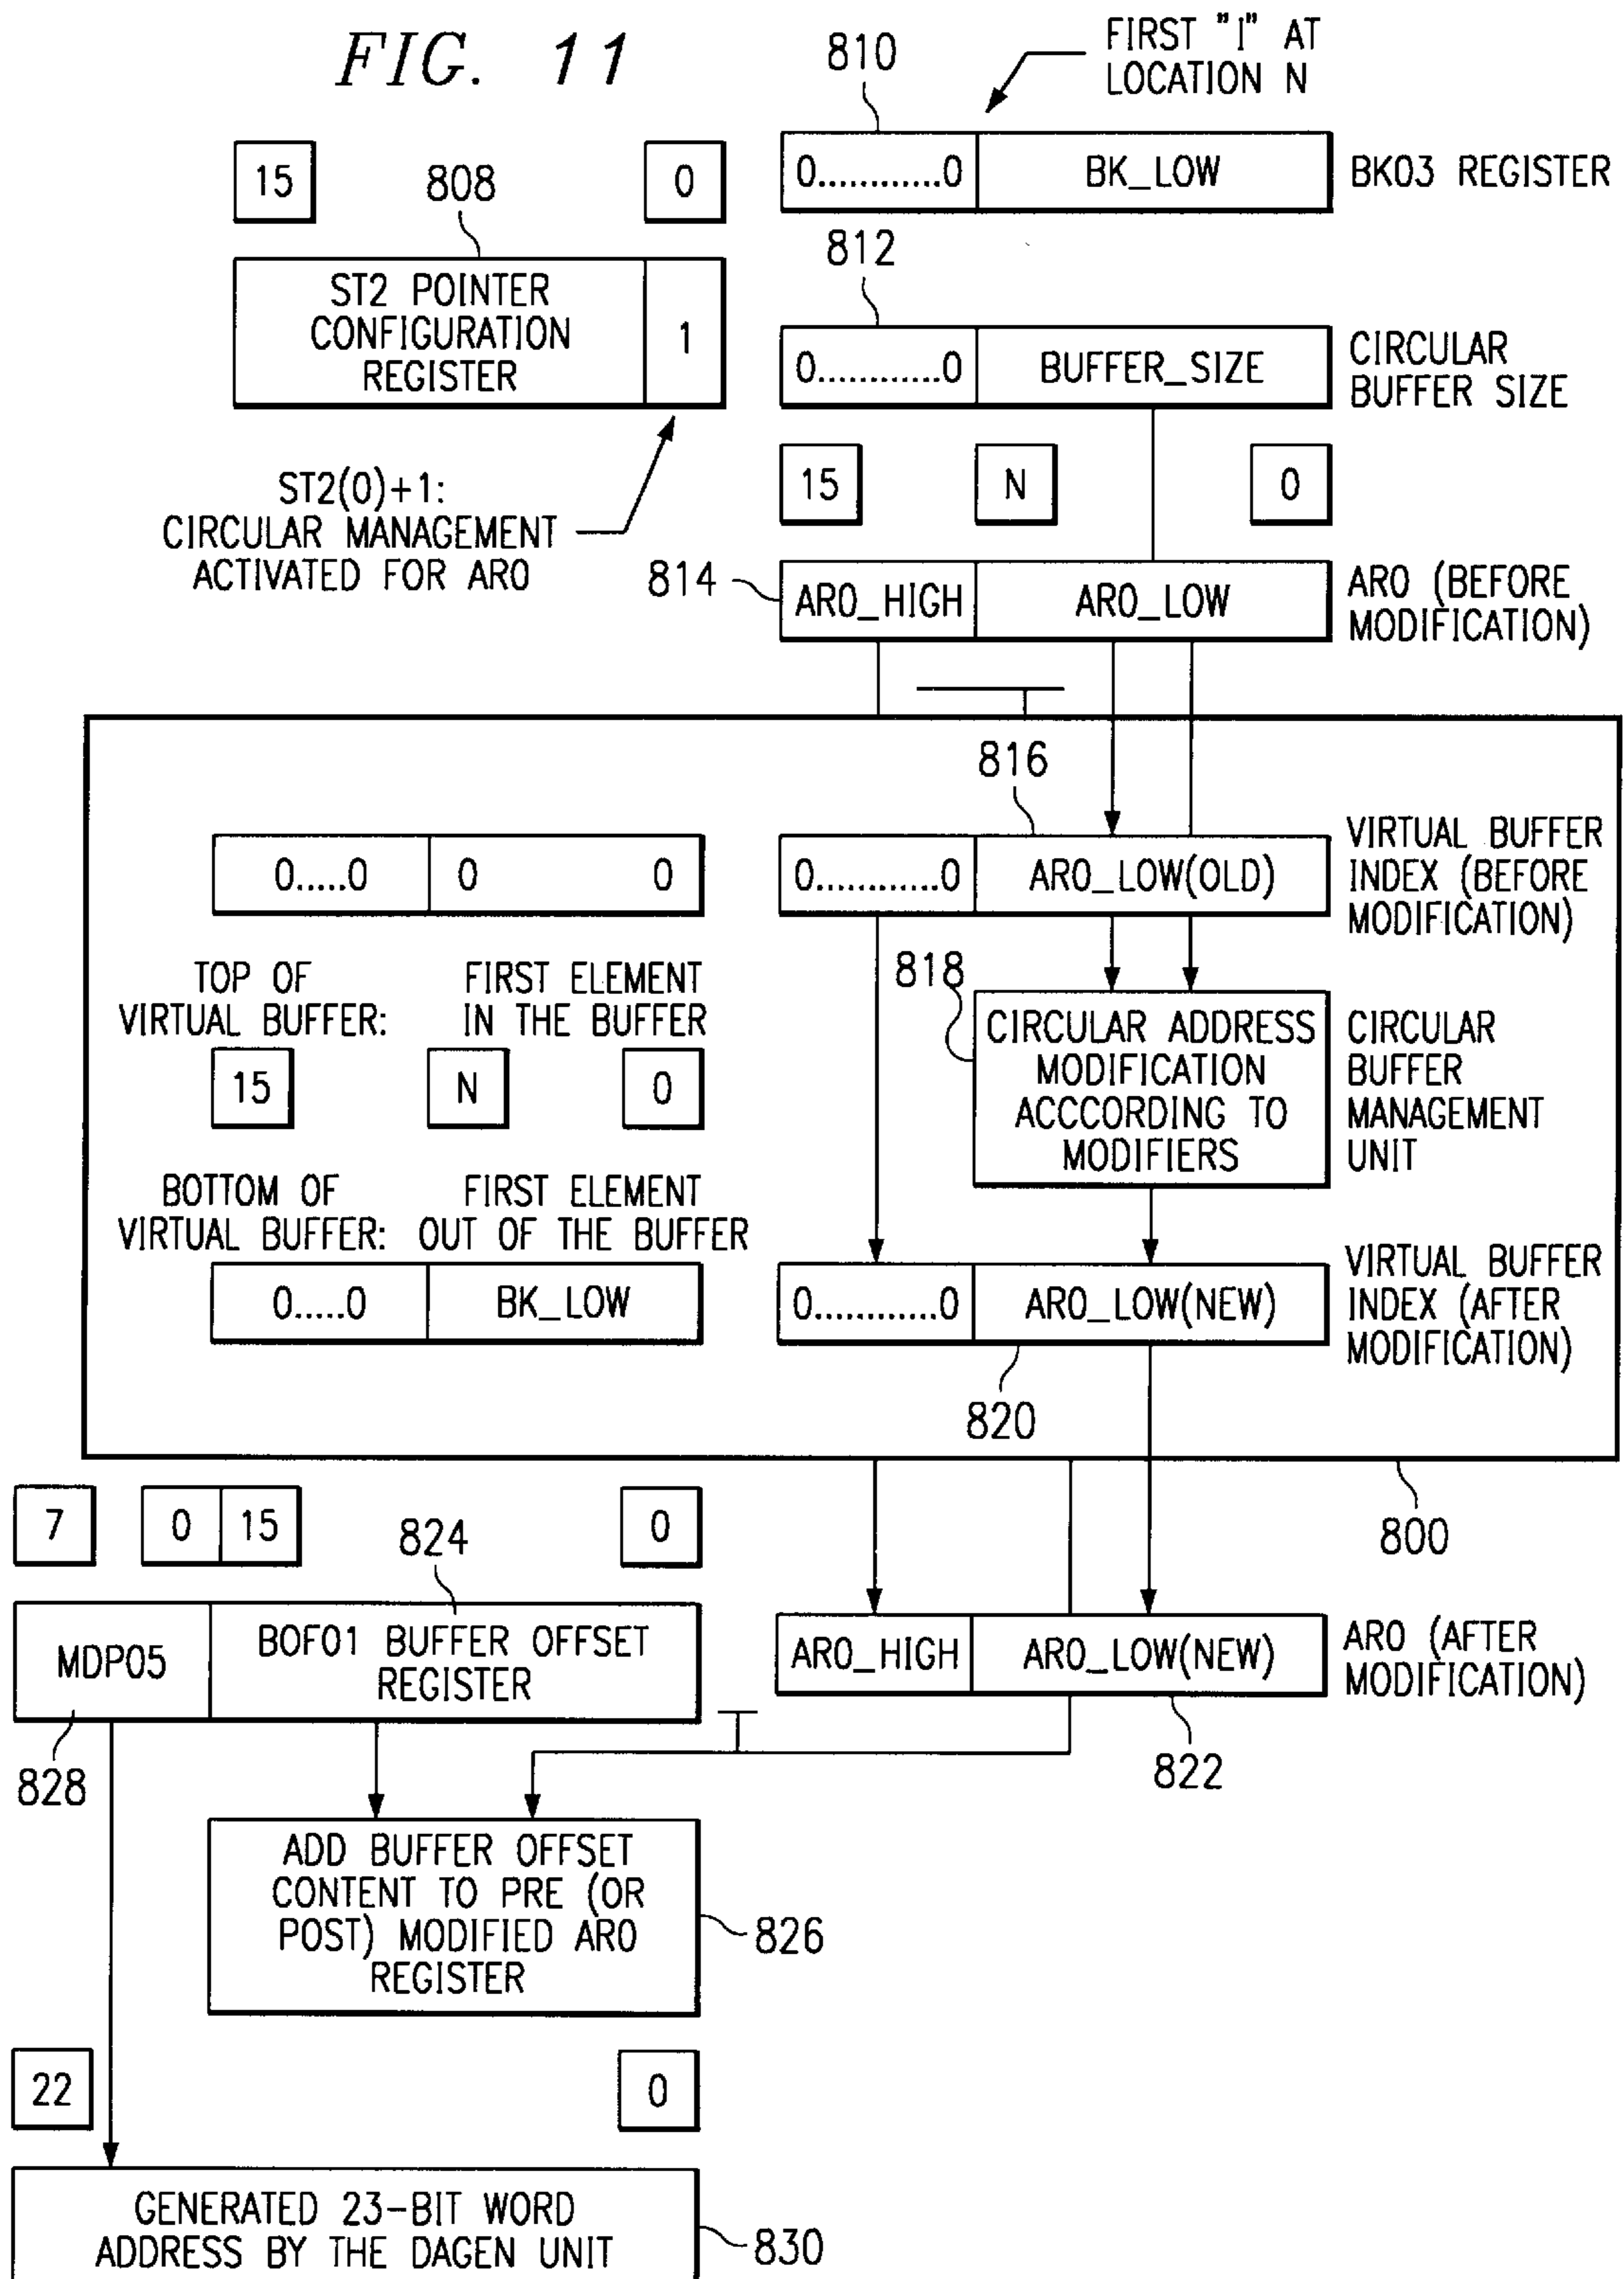 FIG. 11
FIRST "1" AT
LOCATION N
810
15
808
0
0............0
BK_LOW
BK03 REGISTER
812
ST2 POINTER
CONFIGURATION
REGISTER
1
0............0
BUFFER_SIZE
CIRCULAR
BUFFER SIZE
ST2(0)+1:
CIRCULAR MANAGEMENT
ACTIVATED FOR AR0
15
N
0
814
AR0_HIGH
AR0_LOW
AR0 (BEFORE
MODIFICATION)
816
0.....0
0
0
0............0
AR0_LOW(OLD)
VIRTUAL BUFFER
INDEX (BEFORE
MODIFICATION)
TOP OF
VIRTUAL BUFFER:
FIRST ELEMENT
IN THE BUFFER
818
15
N
0
CIRCULAR ADDRESS
MODIFICATION
ACCCORDING TO
MODIFIERS
CIRCULAR
BUFFER
MANAGEMENT
UNIT
BOTTOM OF
VIRTUAL BUFFER:
FIRST ELEMENT
OUT OF THE BUFFER
0.....0
BK_LOW
0............0
AR0_LOW(NEW)
VIRTUAL BUFFER
INDEX (AFTER
MODIFICATION)
820
800
7
0
15
824
0
MDP05
BOF01 BUFFER OFFSET
REGISTER
AR0_HIGH
AR0_LOW(NEW)
AR0 (AFTER
MODIFICATION)
828
822
ADD BUFFER OFFSET
CONTENT TO PRE (OR
POST) MODIFIED AR0
REGISTER
826
22
0
GENERATED 23-BIT WORD
ADDRESS BY THE DAGEN UNIT
830